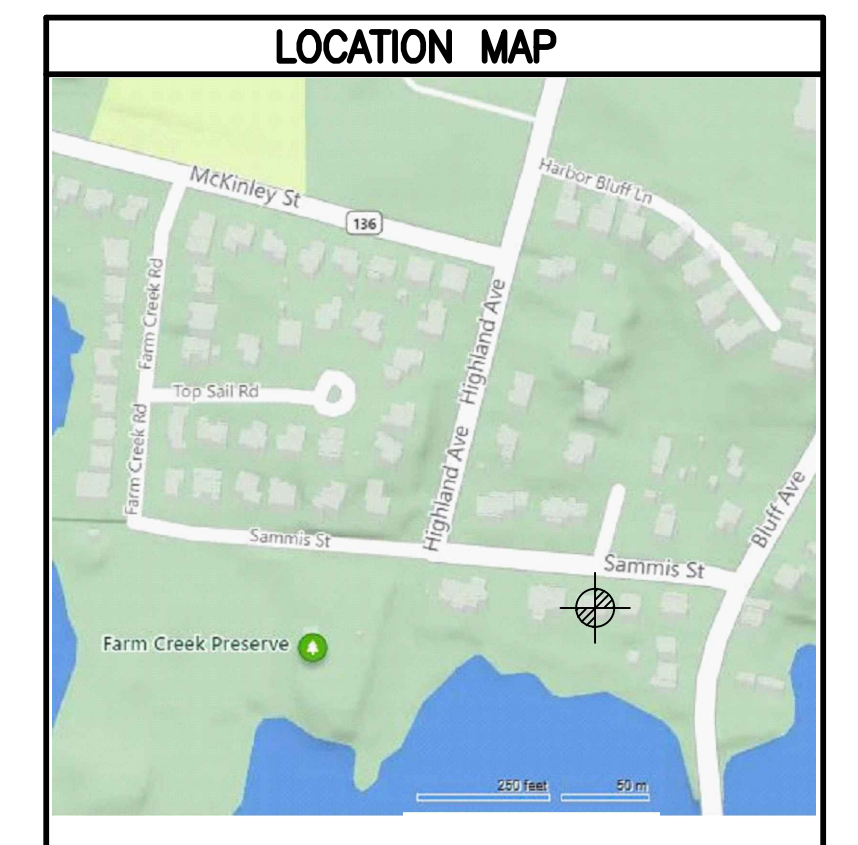 LOCATION MAP
Harbor Bluff Ln
McKinley St
136
Farm Creek Rd
Highland Ave
Top Sail Rd
Farm Creek Rd
Highland Ave
Bluff Ave
Sammis St
Sammis St
Farm Creek Preserve
250 feet
50 m